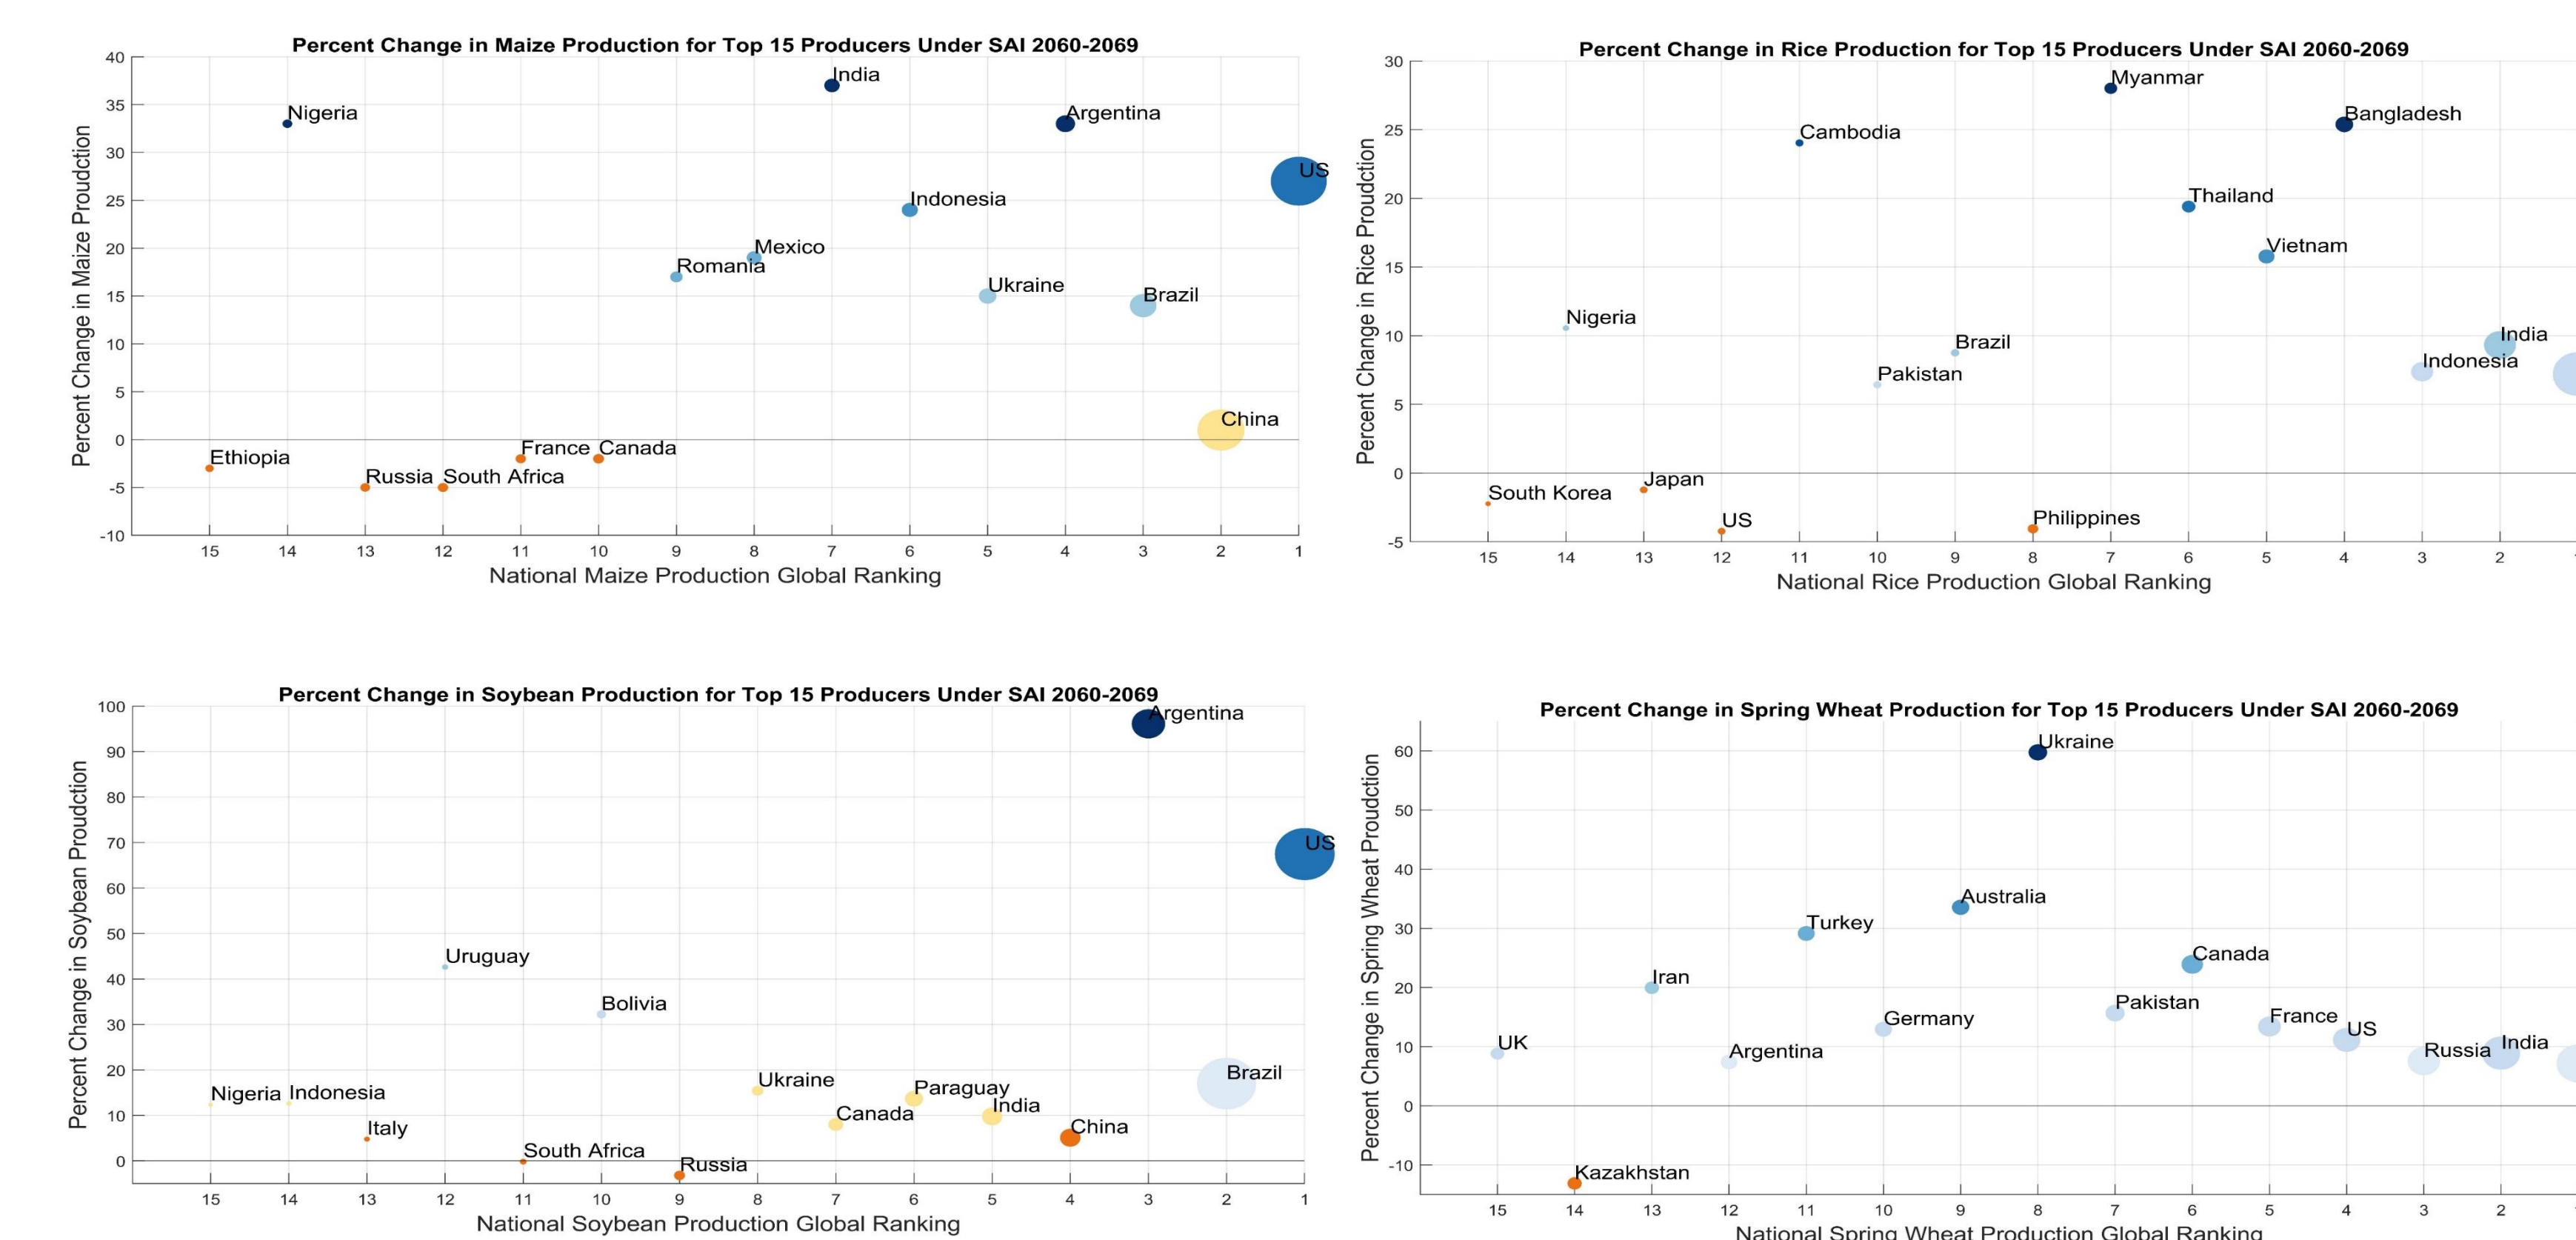 Percent Change in Maize Production for Top 15 Producers Under SAI 2060-2069
Percent Change in Maize Proudction
40
35
30
25
20
15
10
5
0
-5
-10
India
Nigeria
Argentina
US
Indonesia
Mexico
Romania
Ukraine
Brazil
China
France
Canada
Ethiopia
Russia
South Africa
15 14 13 12 11 10 9 8 7 6 5 4 3 2 1
National Maize Production Global Ranking
Percent Change in Rice Production for Top 15 Producers Under SAI 2060-2069
Percent Change in Rice Proudction
30
25
20
15
10
5
0
-5
Myanmar
Bangladesh
Cambodia
Thailand
Vietnam
Nigeria
Brazil
India
Indonesia
Pakistan
Japan
South Korea
US
Philippines
15 14 13 12 11 10 9 8 7 6 5 4 3 2
National Rice Production Global Ranking
Percent Change in Soybean Production for Top 15 Producers Under SAI 2060-2069
Percent Change in Soybean Proudction
100
90
80
70
60
50
40
30
20
10
0
Argentina
US
Uruguay
Bolivia
Ukraine
Brazil
Nigeria
Indonesia
Paraguay
India
Canada
Italy
China
South Africa
Russia
15 14 13 12 11 10 9 8 7 6 5 4 3 2 1
National Soybean Production Global Ranking
Percent Change in Spring Wheat Production for Top 15 Producers Under SAI 2060-2069
Percent Change in Spring Wheat Proudction
60
50
40
30
20
10
0
-10
Ukraine
Australia
Turkey
Canada
Iran
Pakistan
Germany
France
US
UK
Argentina
Russia
India
Kazakhstan
15 14 13 12 11 10 9 8 7 6 5 4 3 2
National Spring Wheat Production Global Ranking